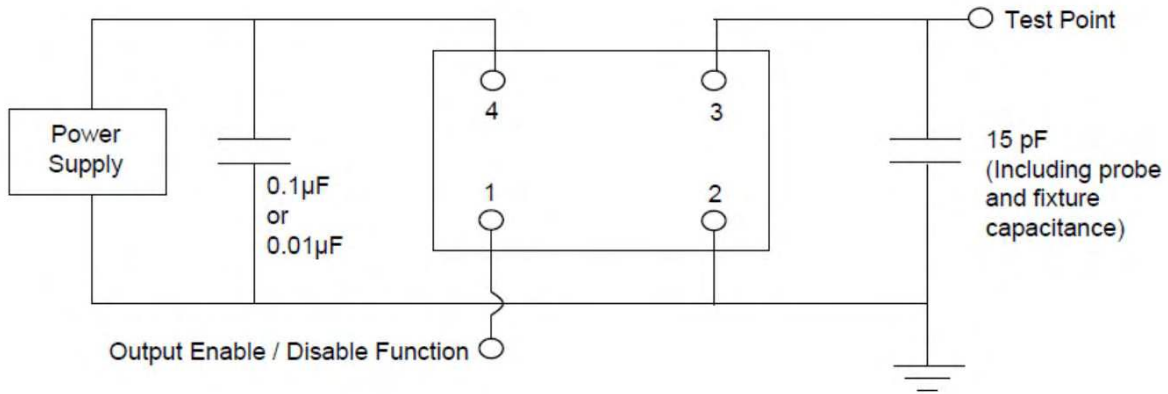 Test Point
4
3
Power
Supply
0.1µF
or
0.01µF
1
2
15 pF
(Including probe
and fixture
capacitance)
Output Enable / Disable Function